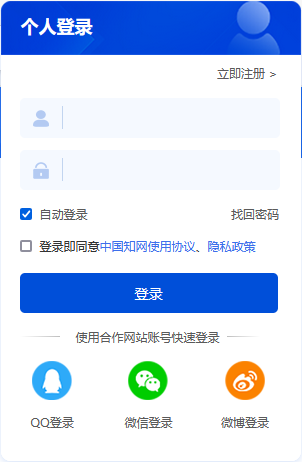 个人登录
立即注册 >
自动登录 找回密码
登录即同意中国知网使用协议、隐私政策
登录
使用合作网站账号快速登录
QQ登录 微信登录 微博登录